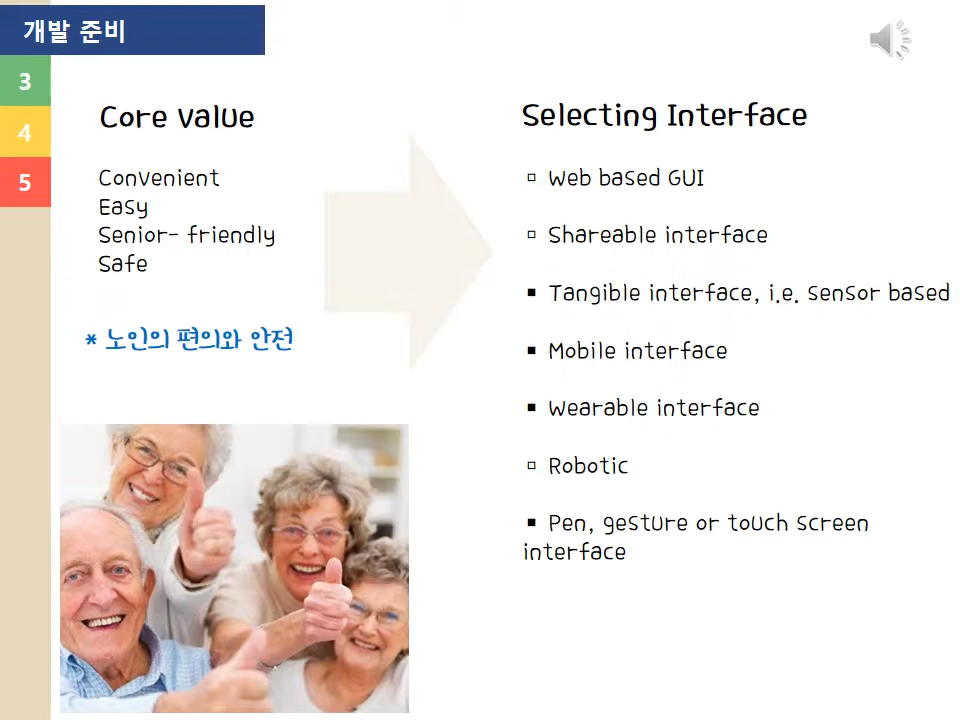 개발 준비
3
4
5
Core value
Convenient
Easy
Senior- friendly
Safe
* 노인의 편의와 안전
Selecting Interface
▫ Web based GUI
▫ Shareable interface
▪ Tangible interface, i.e. sensor based
▪ Mobile interface
▪ Wearable interface
▫ Robotic
▪ Pen, gesture or touch screen
interface